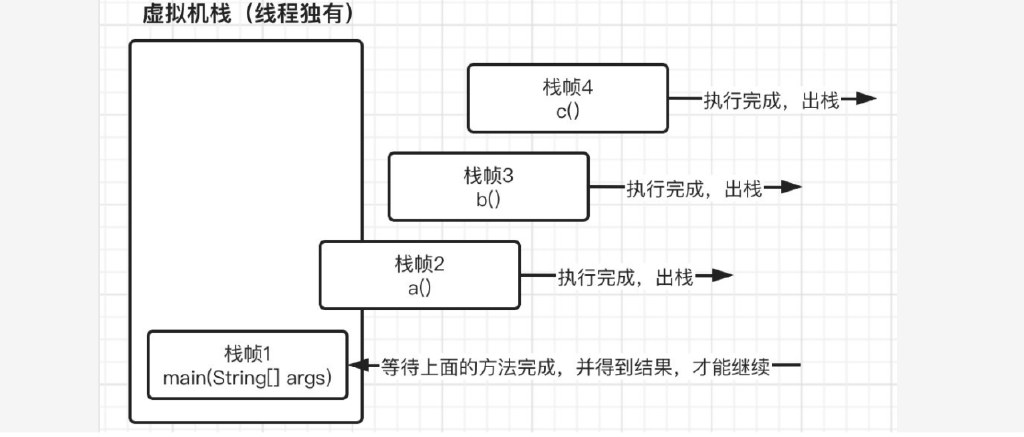 虚拟机栈（线程独有）
栈帧4
c()
执行完成，出栈
栈帧3
b()
执行完成，出栈
栈帧2
a()
执行完成，出栈
栈帧1
main(String[] args)
等待上面的方法完成，并得到结果，才能继续